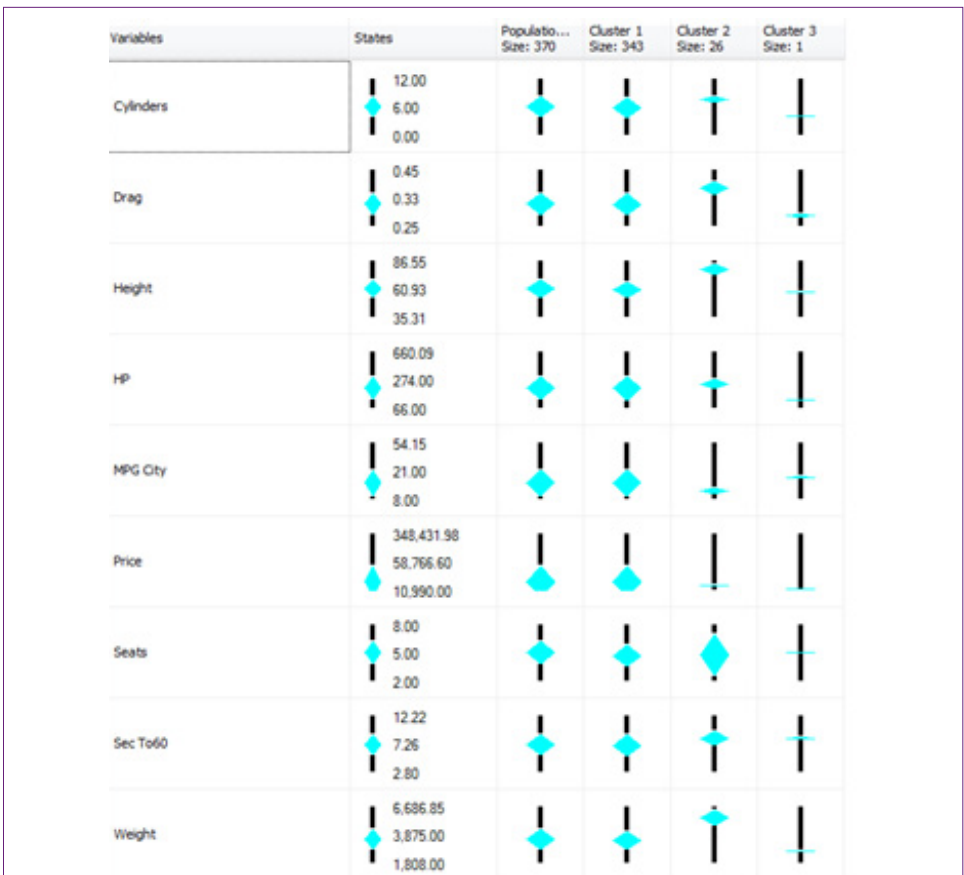 Variables States Populatio... Cluster 1 Cluster 2 Cluster 3
Size: 370 Size: 343 Size: 26 Size: 1
12.00
Cylinders 6.00
0.00
0.45
Drag 0.33
0.25
86.55
Height 60.93
35.31
660.09
HP 274.00
66.00
54.15
MPG City 21.00
8.00
348,431.98
Price 58,766.60
10,990.00
8.00
Seats 5.00
2.00
12.22
Sec To60 7.26
2.80
6,686.85
Weight 3,875.00
1,808.00